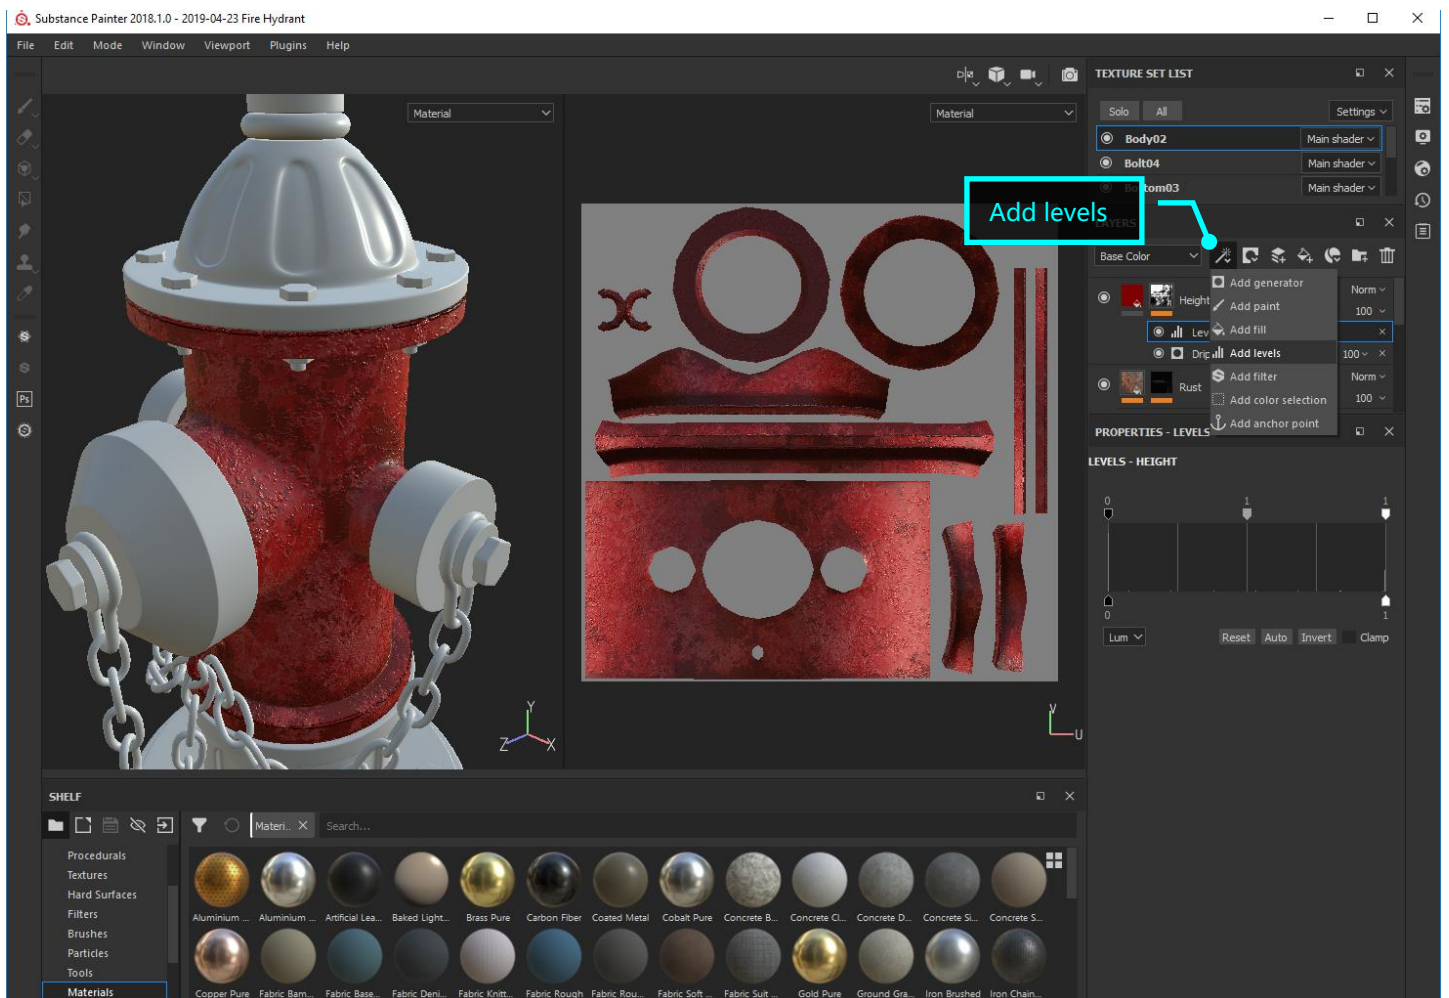 Substance Painter 2018.1.0 - 2019-04-23 Fire Hydrant
File Edit Mode Window Viewport Plugins Help
Material
Material
TEXTURE SET LIST
Solo All Settings
Body02 Main shader
Bolt04 Main shader
Bottom03 Main shader
Add levels
LAYERS
Base Color
Height Norm
100
Lev
Drip 100
Rust Norm
100
Add generator
Add paint
Add fill
Add levels
Add filter
Add color selection
Add anchor point
PROPERTIES - LEVELS
LEVELS - HEIGHT
0 1 1
0 1
Lum Reset Auto Invert Clamp
Y
Z X
V
U
Ps
SHELF
Materi.. Search...
Procedurals
Textures
Hard Surfaces
Filters
Brushes
Particles
Tools
Materials
Aluminium ... Aluminium ... Artificial Lea... Baked Light... Brass Pure Carbon Fiber Coated Metal Cobalt Pure Concrete B... Concrete Cl... Concrete D... Concrete Si... Concrete S...
Copper Pure Fabric Bam... Fabric Base... Fabric Deni... Fabric Knitt... Fabric Rough Fabric Rou... Fabric Soft ... Fabric Suit ... Gold Pure Ground Gra... Iron Brushed Iron Chain...